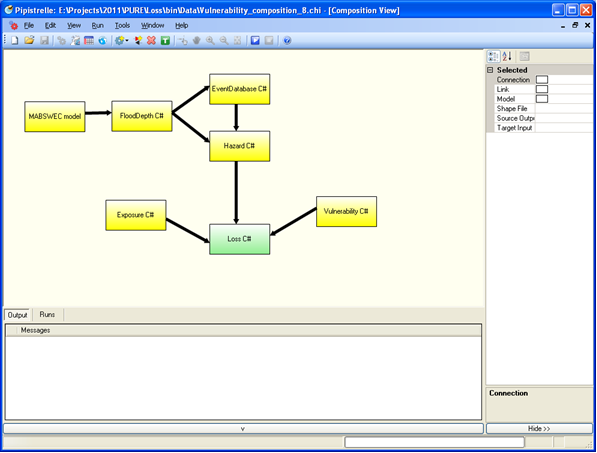 Pipistrelle: E:\Projects\2011\PURE\Loss\bin\Data\Vulnerability_composition_8.chi - [Composition View]
File Edit View Run Tools Window Help
MABSWEC model
FloodDepth C#
EventDatabase C#
Hazard C#
Exposure C#
Vulnerability C#
Loss C#
Selected
Connection
Link
Model
Shape File
Source Outpu
Target Input
Output Runs
Messages
Connection
v
Hide >>